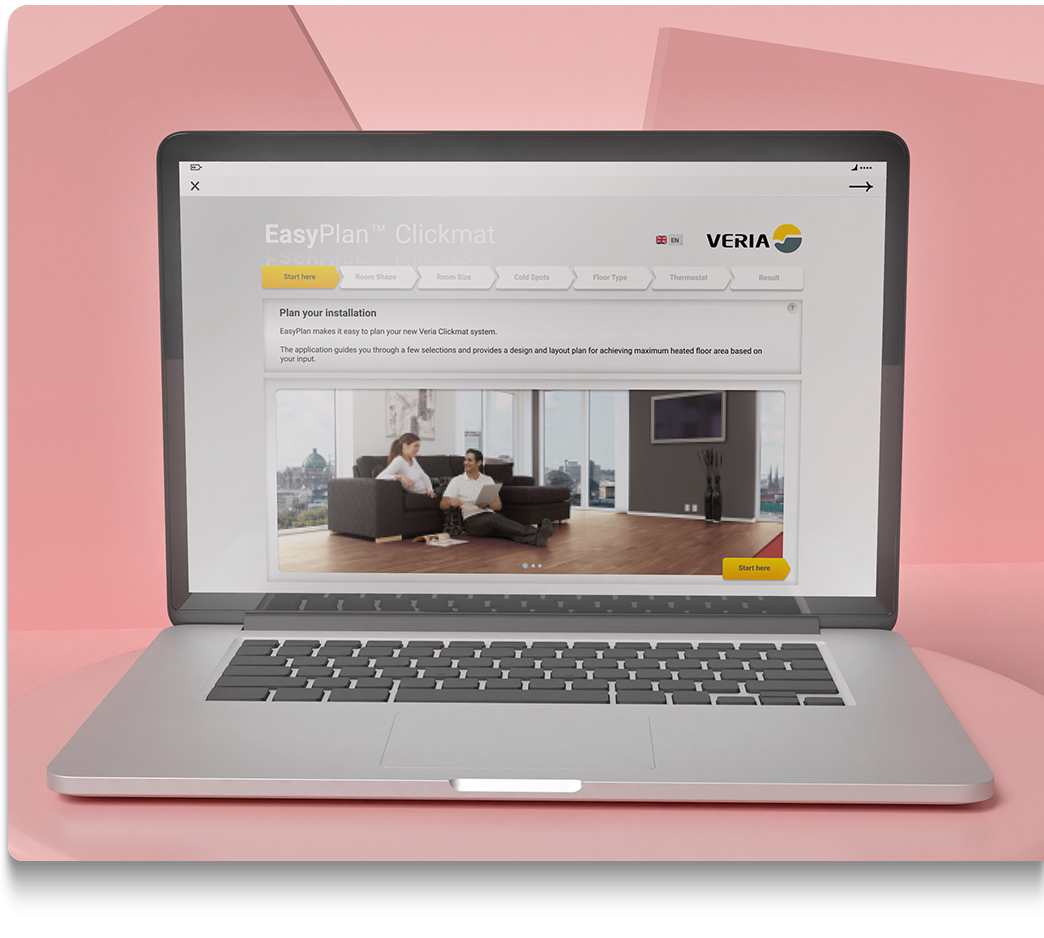 EasyPlan™ Clickmat
EN
VERIA
Start here
Room Shape
Room Size
Cold Spots
Floor Type
Thermostat
Result
Plan your installation
?
EasyPlan makes it easy to plan your new Veria Clickmat system.
The application guides you through a few selections and provides a design and layout plan for achieving maximum heated floor area based on
your input.
Start here